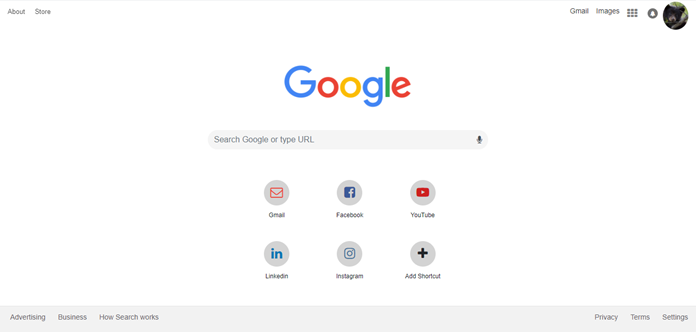 About Store Gmail Images
Google
Search Google or type URL
Gmail Facebook YouTube
Linkedin Instagram Add Shortcut
Advertising Business How Search works Privacy Terms Settings